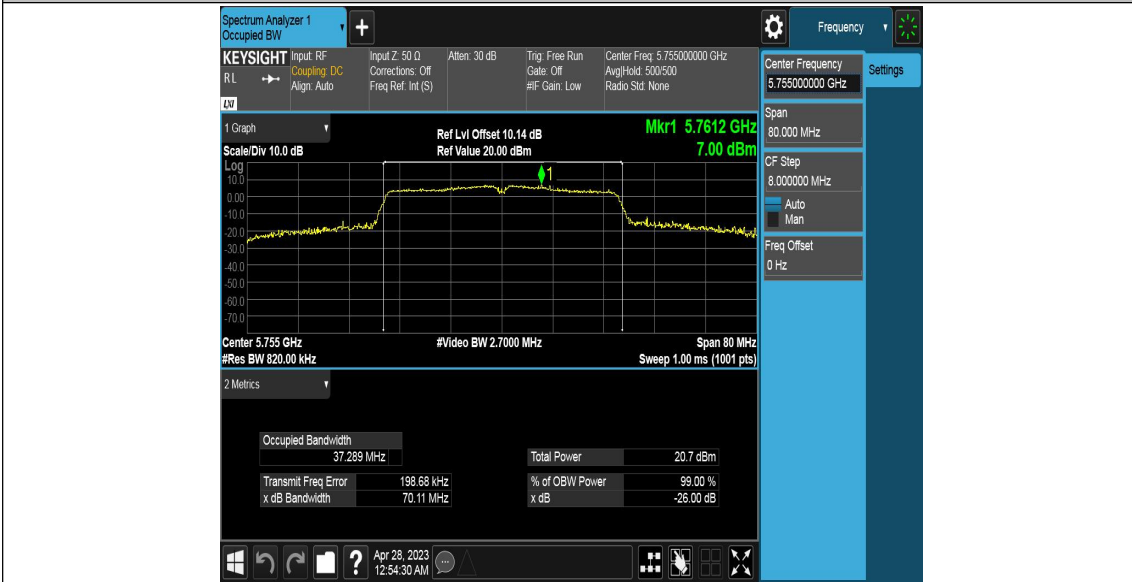 Spectrum Analyzer 1
Occupied BW
+
Frequency
KEYSIGHT
RL
LXI
Input: RF
Coupling: DC
Align: Auto
Input Z: 50 Ω
Corrections: Off
Freq Ref: Int (S)
Atten: 30 dB
Trig: Free Run
Gate: Off
#IF Gain: Low
Center Freq: 5.755000000 GHz
Avg|Hold: 500/500
Radio Std: None
Center Frequency
5.755000000 GHz
Settings
Span
80.000 MHz
CF Step
8.000000 MHz
Auto
Man
Freq Offset
0 Hz
1 Graph
Scale/Div 10.0 dB
Ref Lvl Offset 10.14 dB
Ref Value 20.00 dBm
Mkr1 5.7612 GHz
7.00 dBm
Log
10.0
0.00
-10.0
-20.0
-30.0
-40.0
-50.0
-60.0
-70.0
1
Center 5.755 GHz
#Res BW 820.00 kHz
#Video BW 2.7000 MHz
Span 80 MHz
Sweep 1.00 ms (1001 pts)
2 Metrics
Occupied Bandwidth
37.289 MHz
Transmit Freq Error 198.68 kHz
x dB Bandwidth 70.11 MHz
Total Power 20.7 dBm
% of OBW Power 99.00 %
x dB -26.00 dB
?
Apr 28, 2023
12:54:30 AM